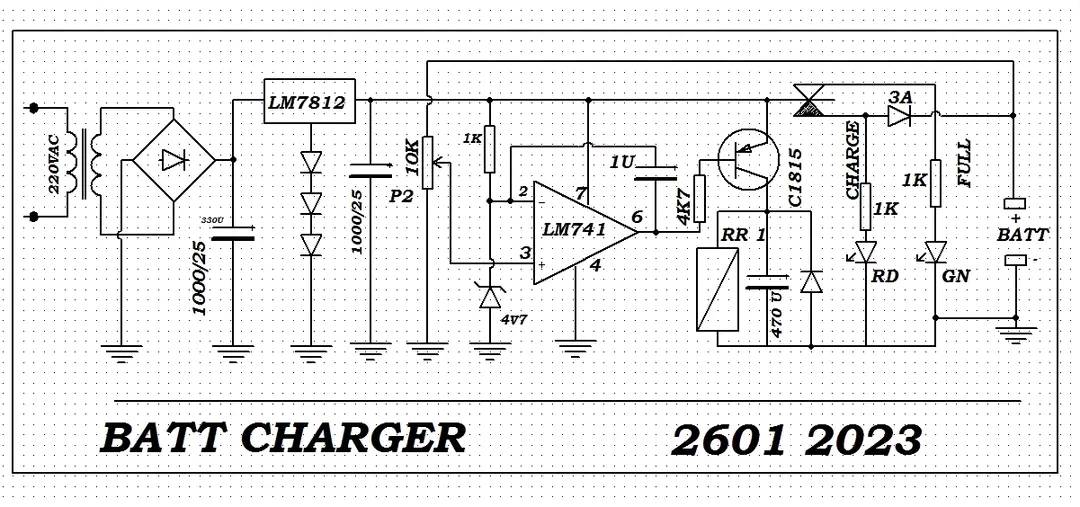 220VAC
330U
+
1000/25
LM7812
+
1000/25
10K
P2
1K
2
-
3
+
7
LM741
4
6
4V7
1U
+
4K7
C1815
RR 1
+
470 U
CHARGE
3A
1K
RD
1K
FULL
GN
+
BATT
-
BATT CHARGER
2601 2023